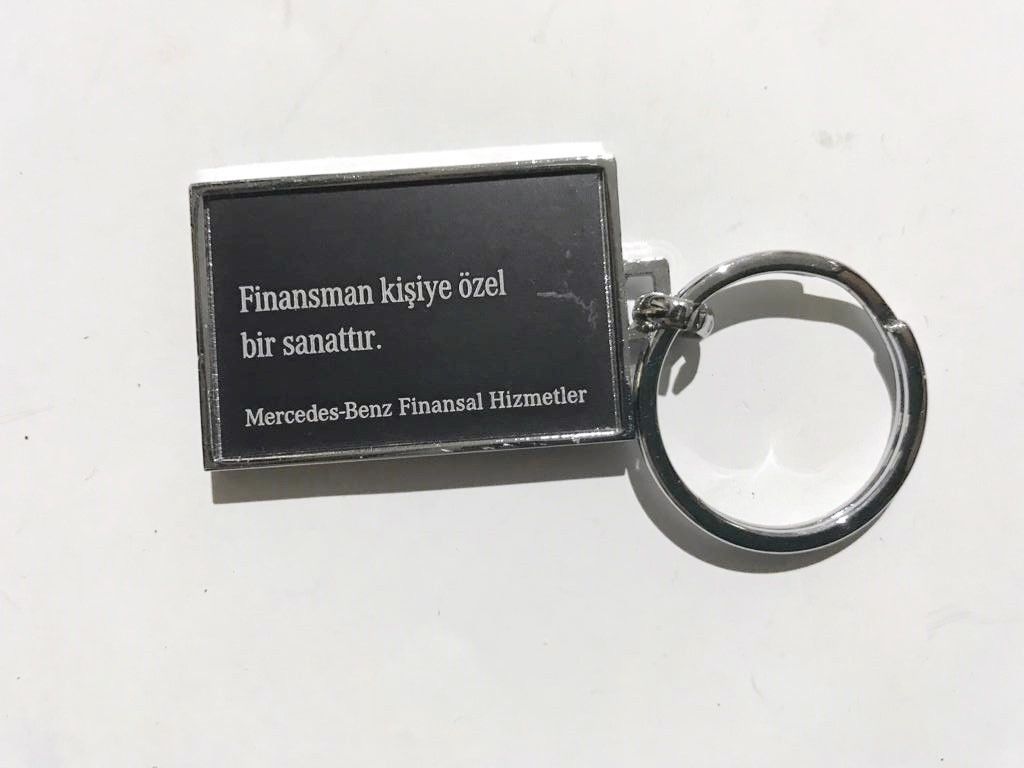 Finansman kişiye özel
bir sanattır.
Mercedes-Benz Finansal Hizmetler